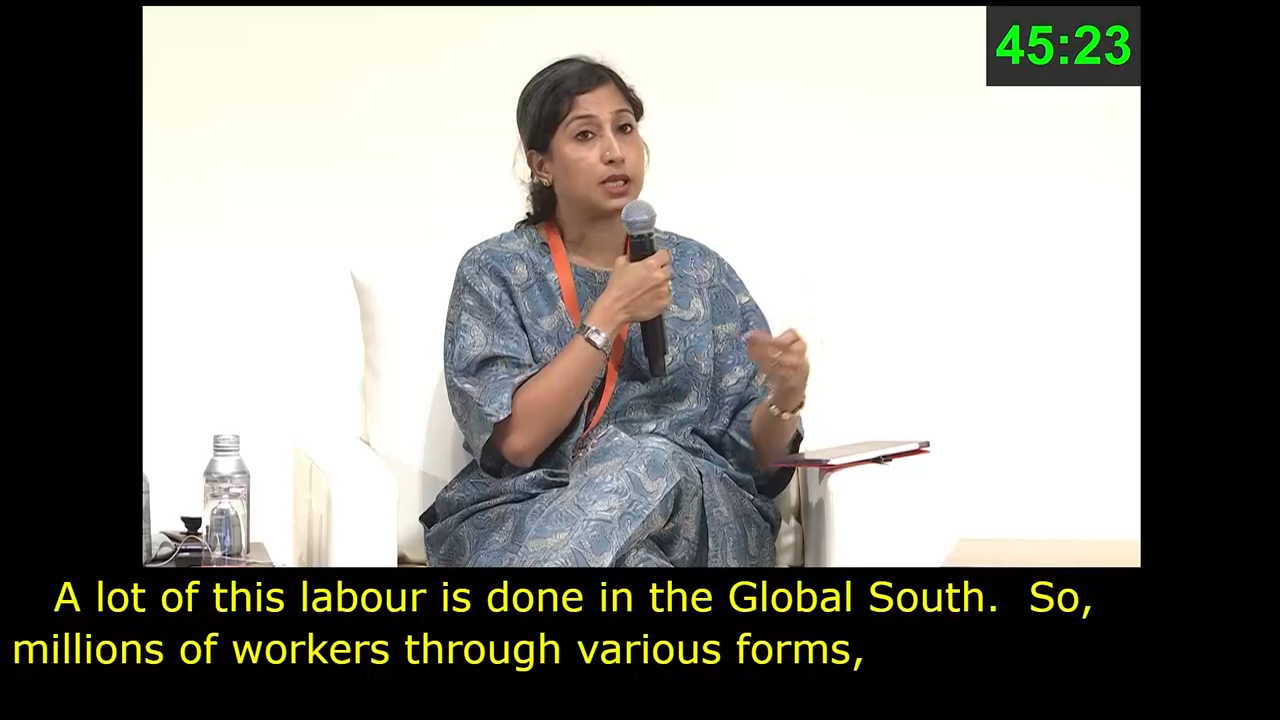 45:23
A lot of this labour is done in the Global South.  So,
millions of workers through various forms,